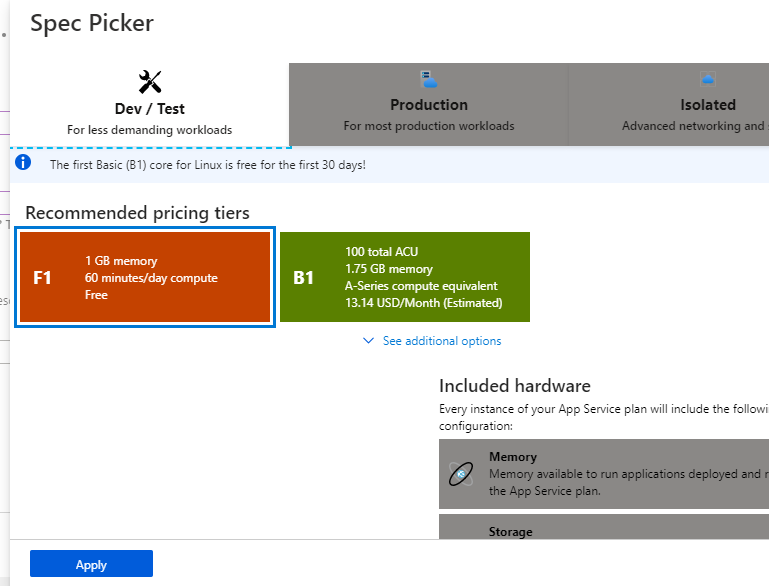 Spec Picker
Dev / Test
For less demanding workloads
Production
For most production workloads
Isolated
Advanced networking and
The first Basic (B1) core for Linux is free for the first 30 days!
Recommended pricing tiers
F1
1 GB memory
60 minutes/day compute
Free
B1
100 total ACU
1.75 GB memory
A-Series compute equivalent
13.14 USD/Month (Estimated)
See additional options
Included hardware
Every instance of your App Service plan will include the
configuration:
Memory
Memory available to run applications deployed and
the App Service plan.
Storage
Apply